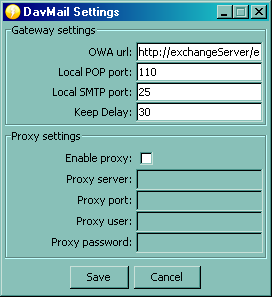 DavMail Settings
Gateway settings
OWA url: http://exchangeServer/e
Local POP port: 110
Local SMTP port: 25
Keep Delay: 30
Proxy settings
Enable proxy:
Proxy server:
Proxy port:
Proxy user:
Proxy password:
Save Cancel